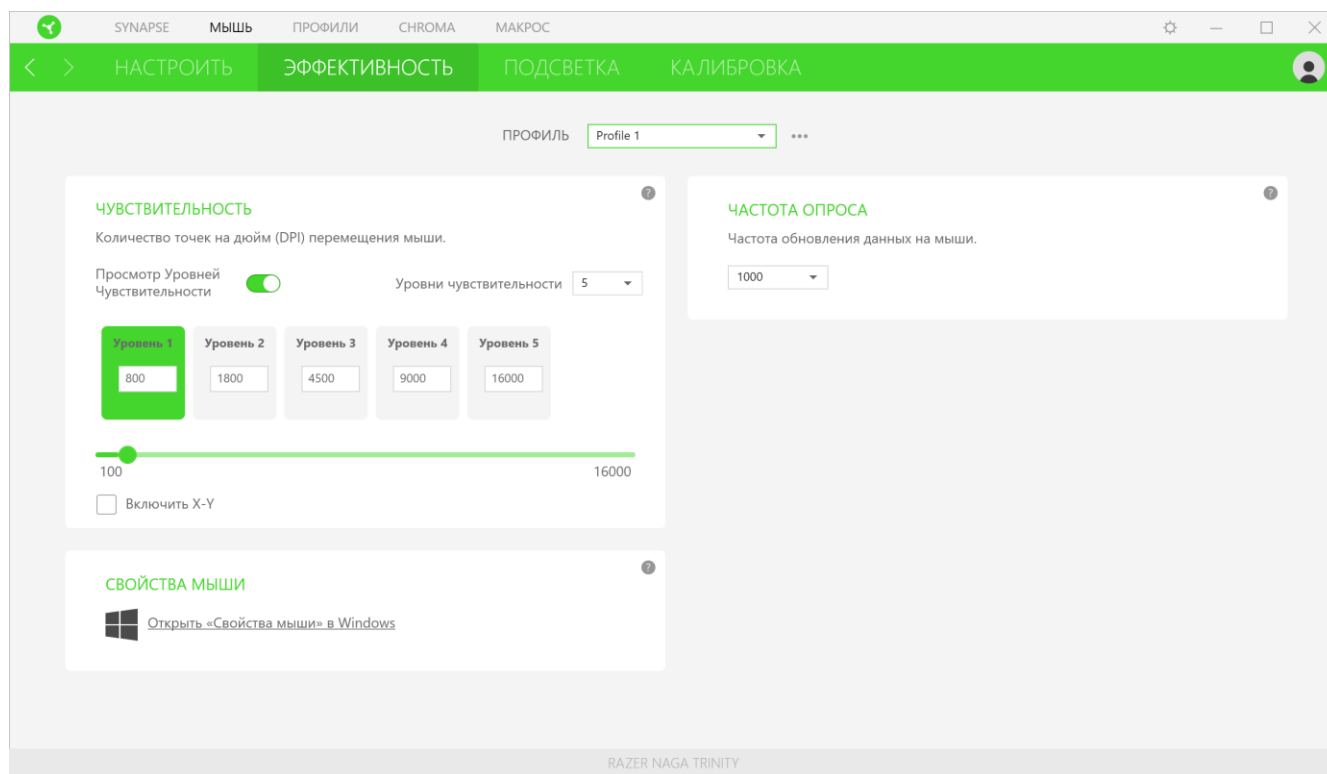 SYNAPSE МЫШЬ ПРОФИЛИ CHROMA МАКРОС
НАСТРОИТЬ ЭФФЕКТИВНОСТЬ ПОДСВЕТКА КАЛИБРОВКА
ПРОФИЛЬ Profile 1
ЧУВСТВИТЕЛЬНОСТЬ
Количество точек на дюйм (DPI) перемещения мыши.
Просмотр Уровней
Чувствительности
Уровни чувствительности 5
Уровень 1 Уровень 2 Уровень 3 Уровень 4 Уровень 5
800 1800 4500 9000 16000
100 16000
Включить X-Y
ЧАСТОТА ОПРОСА
Частота обновления данных на мыши.
1000
СВОЙСТВА МЫШИ
Открыть «Свойства мыши» в Windows
RAZER NAGA TRINITY